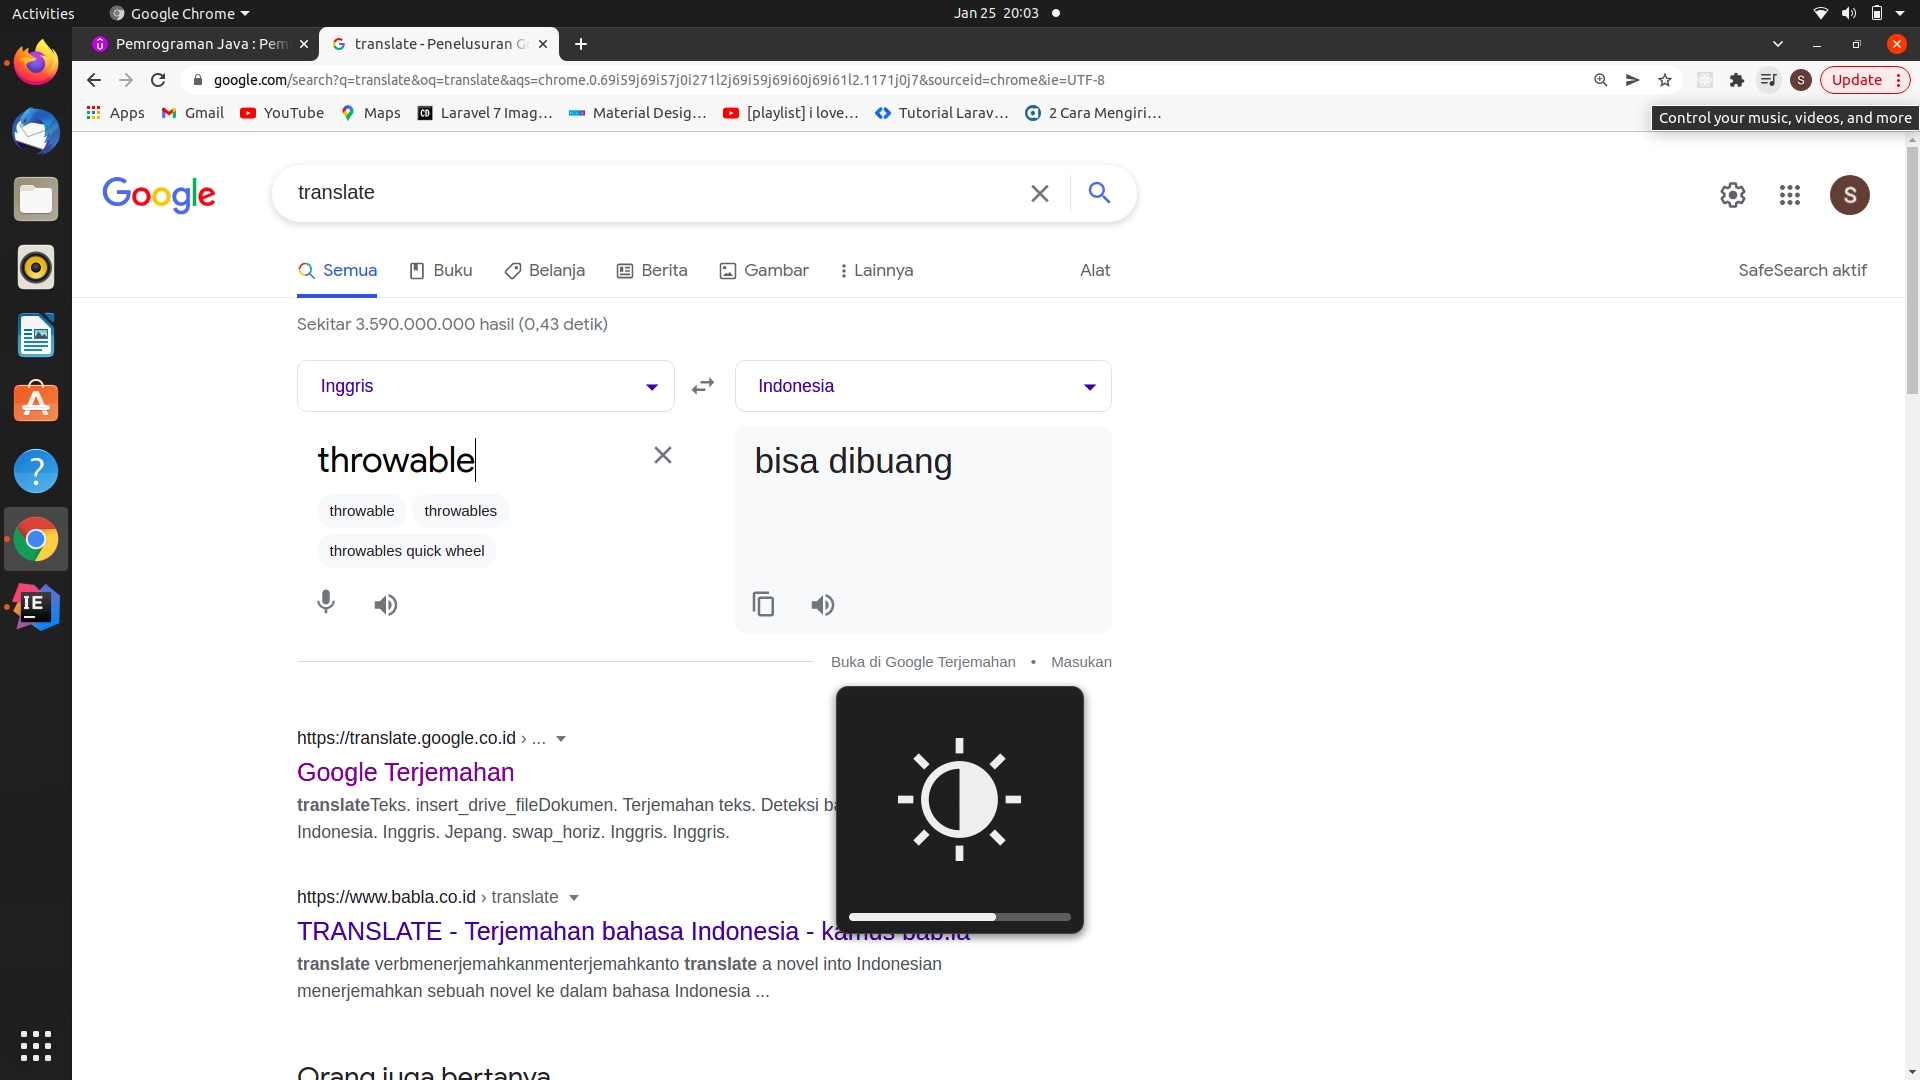 Activities
Google Chrome
Jan 25 20:03
Pemrograman Java : Pem
translate - Penelusuran G
google.com/search?q=translate&oq=translate&aqs=chrome.0.69i59j69i57j0i271l2j69i59j69i60j69i61l2.1171j0j7&sourceid=chrome&ie=UTF-8
S
Update
Apps
Gmail
YouTube
Maps
CD
Laravel 7 Imag…
Material Desig…
[playlist] i love…
Tutorial Larav…
2 Cara Mengiri…
Control your music, videos, and more
Google
translate
S
Semua
Buku
Belanja
Berita
Gambar
Lainnya
Alat
SafeSearch aktif
Sekitar 3.590.000.000 hasil (0,43 detik)
Inggris
Indonesia
throwable
bisa dibuang
throwable
throwables
throwables quick wheel
IE
Buka di Google Terjemahan • Masukan
https://translate.google.co.id › ...
Google Terjemahan
translateTeks. insert_drive_fileDokumen. Terjemahan teks. Deteksi
Indonesia. Inggris. Jepang. swap_horiz. Inggris. Inggris.
https://www.babla.co.id › translate
TRANSLATE - Terjemahan bahasa Indonesia - kamus bab.la
translate verbmenerjemahkanmenterjemahkanto translate a novel into Indonesian
menerjemahkan sebuah novel ke dalam bahasa Indonesia ...
Orang juga bertanya